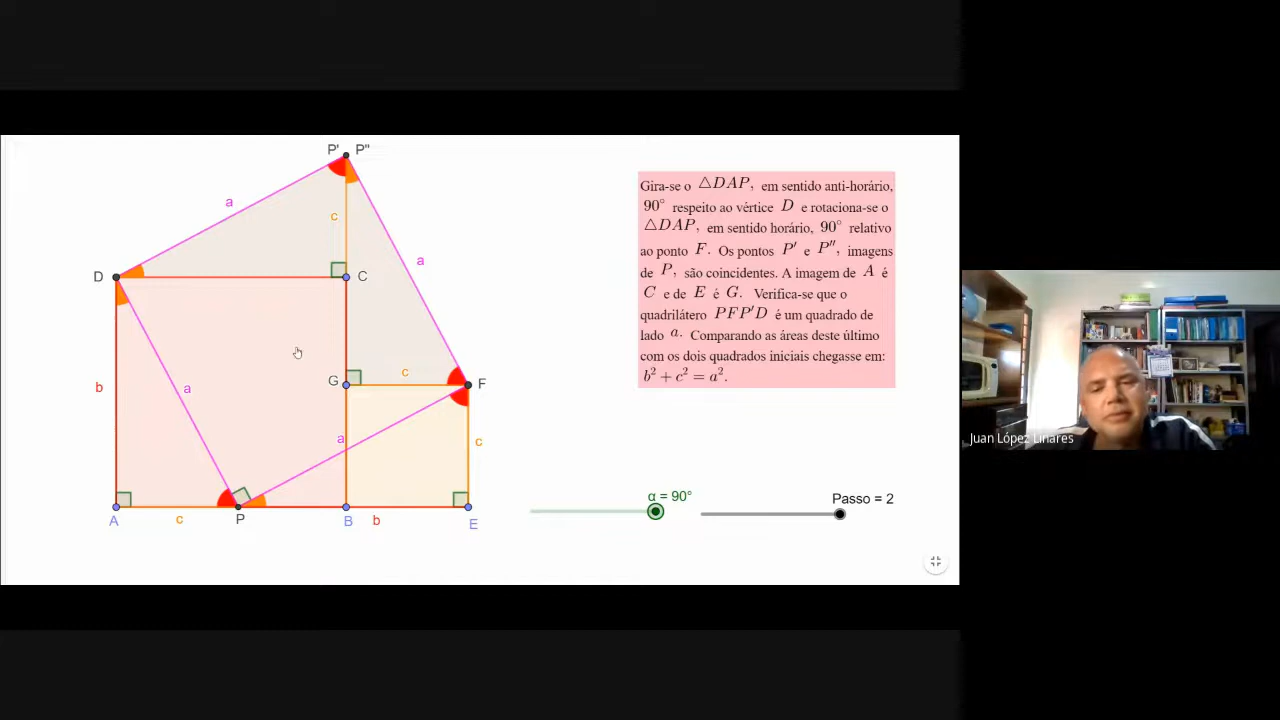 P' P"
a
c
a
D
C
G
c
F
b
a
a
c
A
c
P
B
b
E
Gira-se o △DAP, em sentido anti-horário,
90° respeito ao vértice D e rotaciona-se o
△DAP, em sentido horário, 90° relativo
ao ponto F. Os pontos P' e P", imagens
de P, são coincidentes. A imagem de A é
C e de E é G. Verifica-se que o
quadrilátero PFP'D é um quadrado de
lado a. Comparando as áreas deste último
com os dois quadrados iniciais chegasse em:
b² + c² = a².
α = 90°
Passo = 2
Juan López Linares